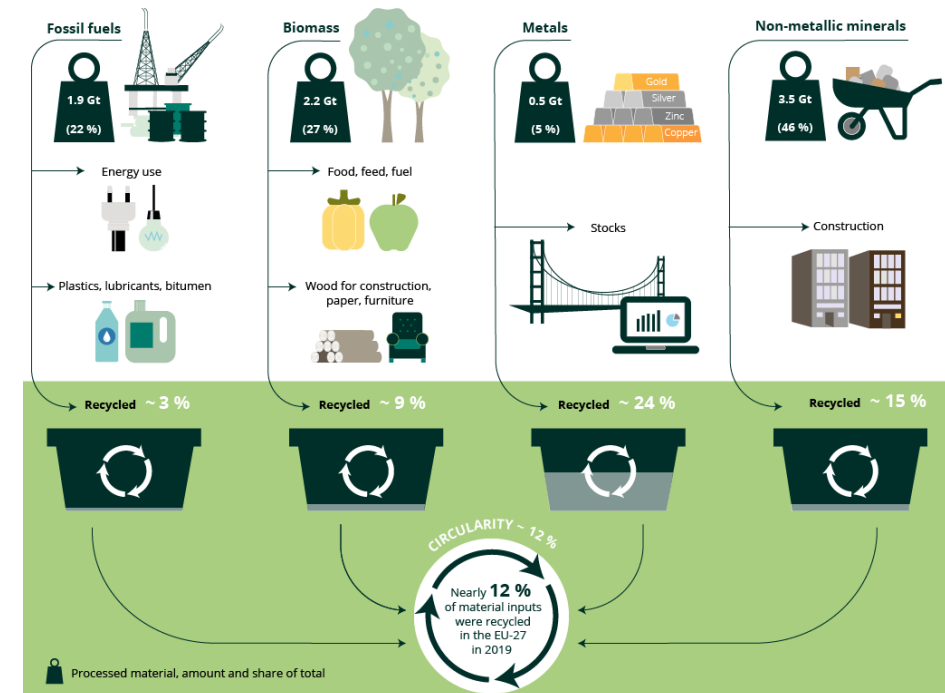 Fossil fuels
1.9 Gt
(22 %)
Energy use
Plastics, lubricants, bitumen
Recycled ~ 3 %
Biomass
2.2 Gt
(27 %)
Food, feed, fuel
Wood for construction,
paper, furniture
Recycled ~ 9 %
Metals
0.5 Gt
(5 %)
Gold
Silver
Zinc
Copper
Stocks
Recycled ~ 24 %
Non-metallic minerals
3.5 Gt
(46 %)
Construction
Recycled ~ 15 %
CIRCULARITY ~ 12 %
Nearly 12 %
of material inputs
were recycled
in the EU-27
in 2019
Processed material, amount and share of total